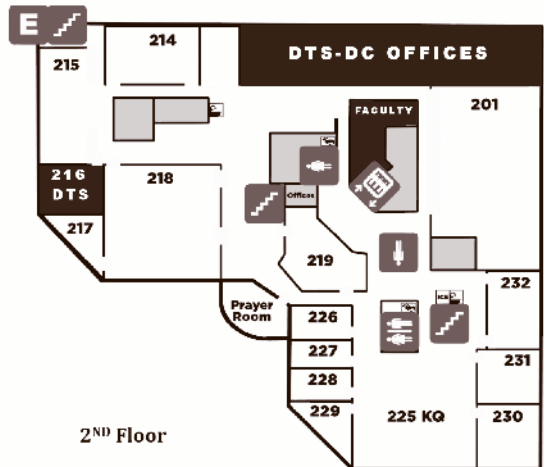 E
214
215
DTS-DC OFFICES
FACULTY
201
216
DTS
218
Offices
217
219
232
Prayer
Room
226
ICE
227
231
228
229
225 KQ
230
2ND Floor